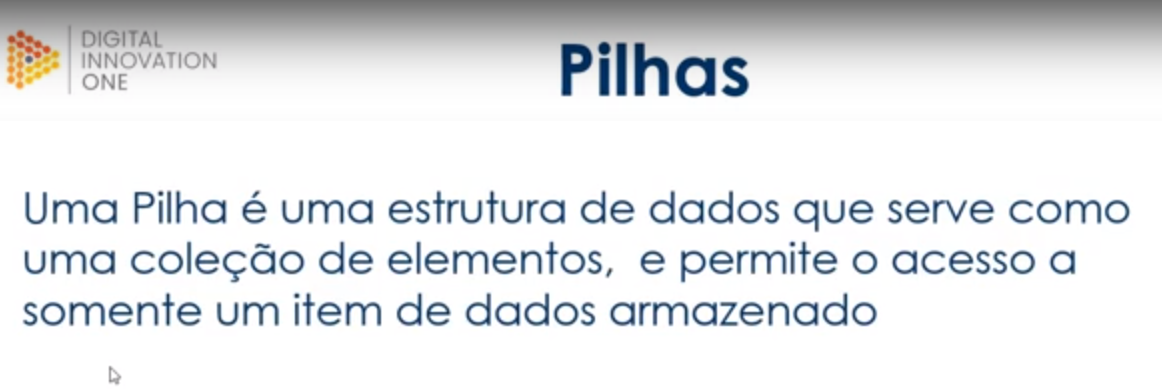 DIGITAL
INNOVATION
ONE
Pilhas
Uma Pilha é uma estrutura de dados que serve como
uma coleção de elementos, e permite o acesso a
somente um item de dados armazenado